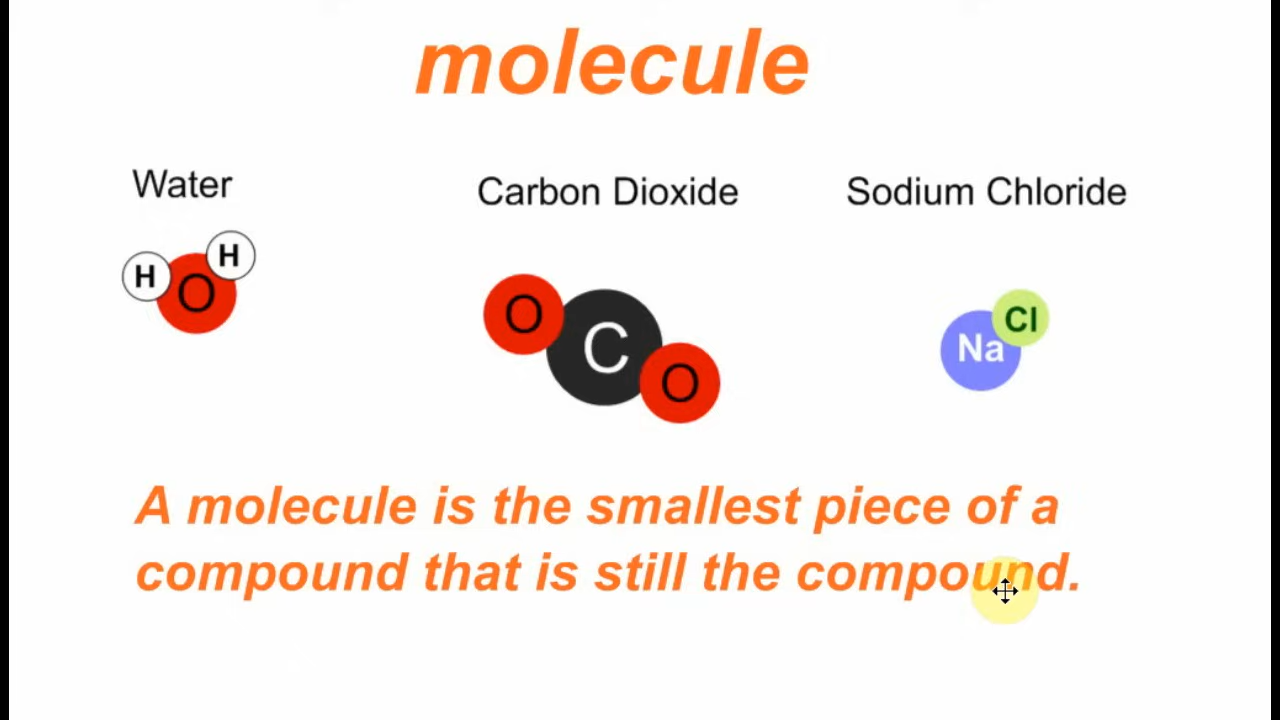 molecule
Water
Carbon Dioxide
Sodium Chloride
H
H
O
O
C
O
Na
Cl
A molecule is the smallest piece of a
compound that is still the compound.